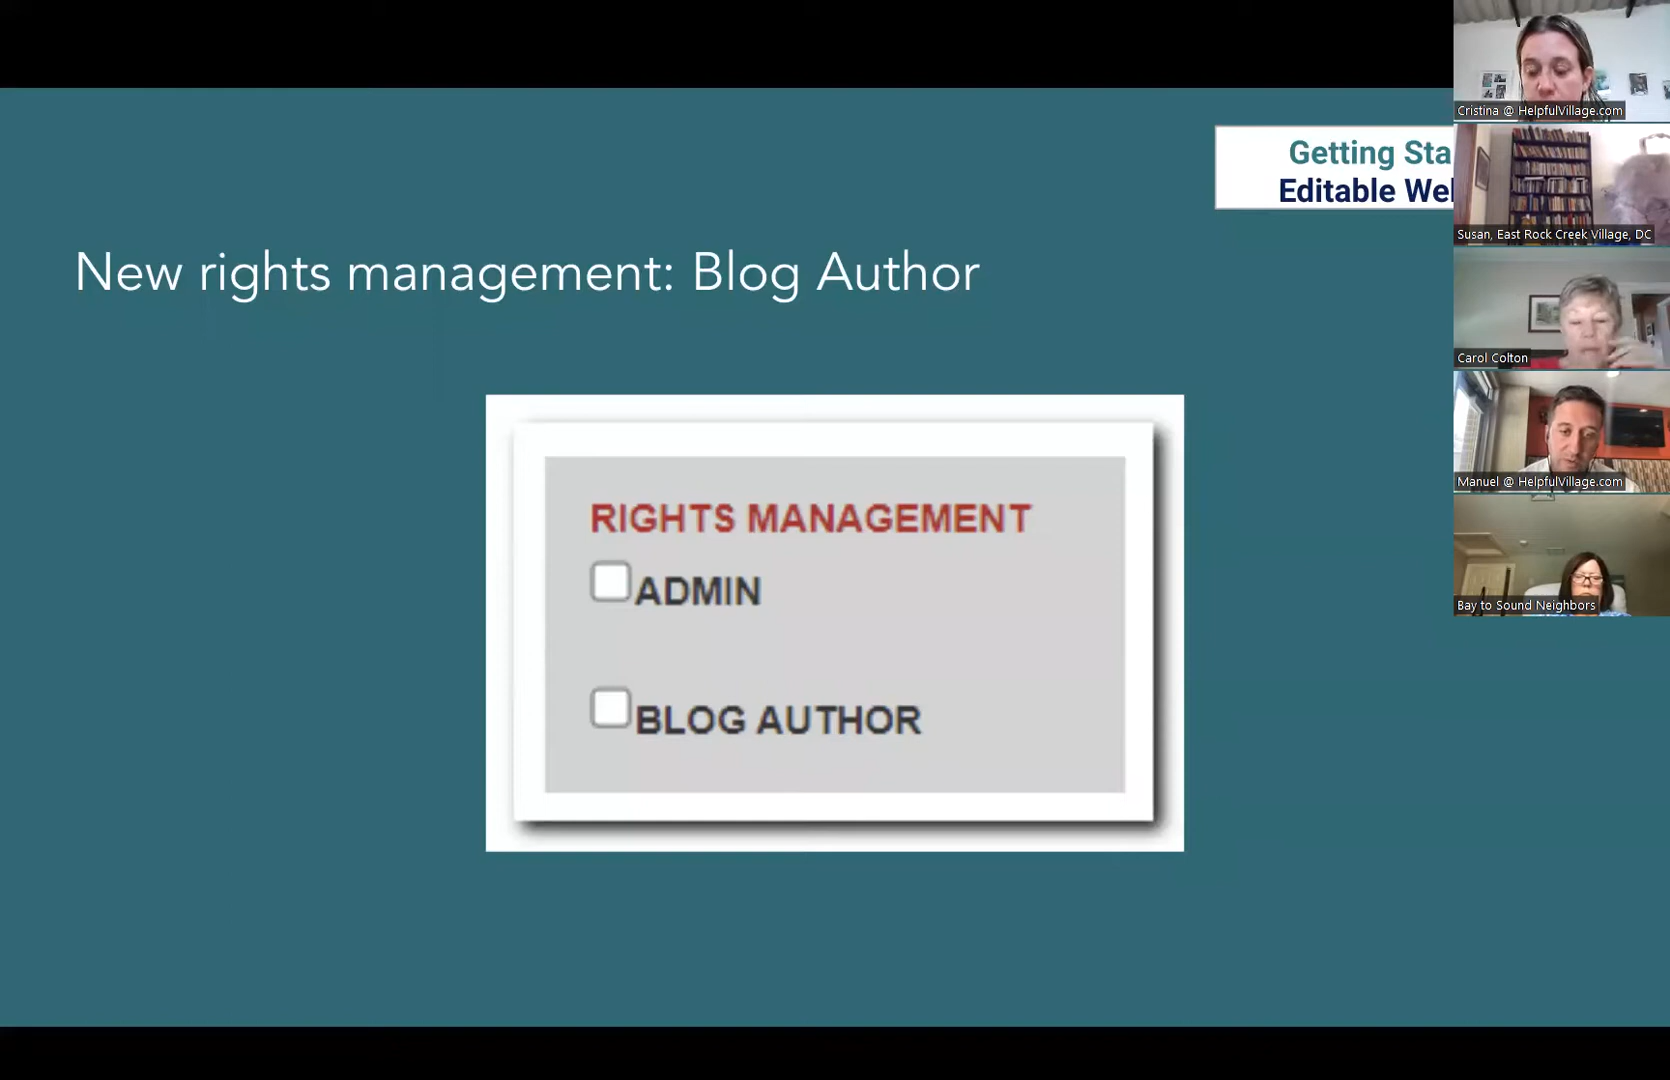 Getting Sta
Editable We
New rights management: Blog Author
RIGHTS MANAGEMENT
ADMIN
BLOG AUTHOR
Cristina @ HelpfulVillage.com
Susan, East Rock Creek Village, DC
Carol Colton
Manuel @ HelpfulVillage.com
Bay to Sound Neighbors